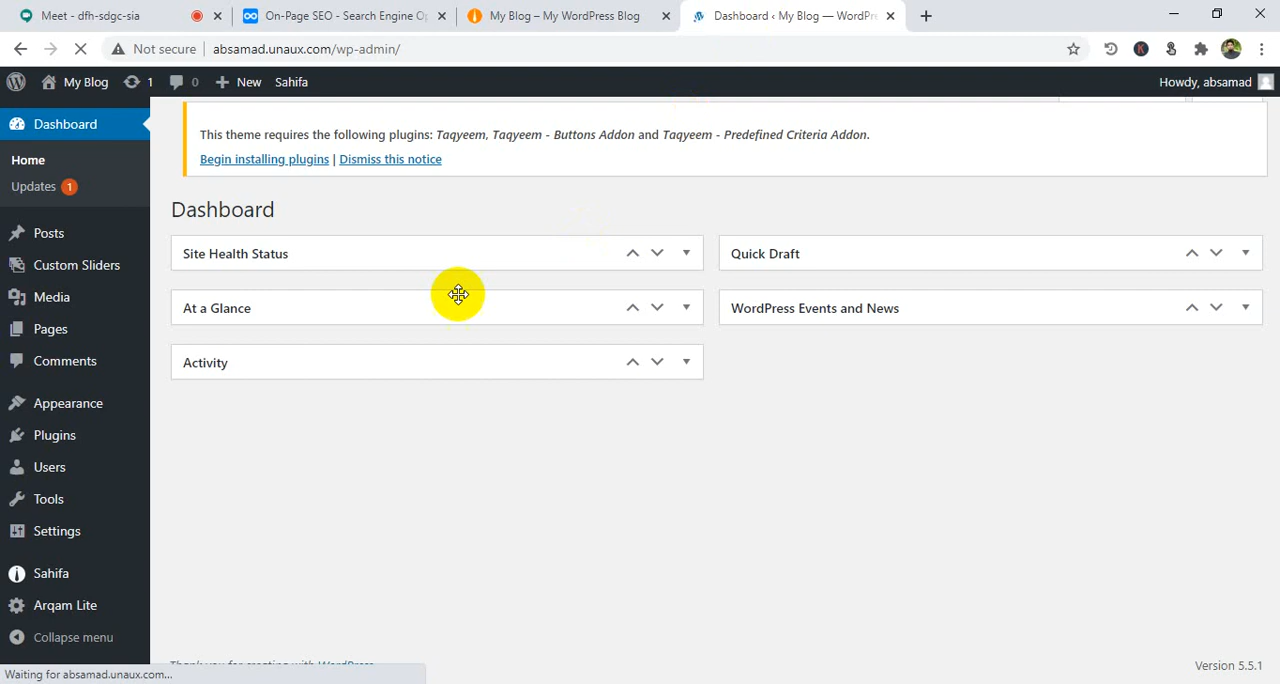 Meet - dfh-sdgc-sia
On-Page SEO - Search Engine Op
My Blog – My WordPress Blog
Dashboard ‹ My Blog — WordPre
Not secure
absamad.unaux.com/wp-admin/
My Blog
1
0
New
Sahifa
Howdy, absamad
Dashboard
Home
Updates 1
Posts
Custom Sliders
Media
Pages
Comments
Appearance
Plugins
Users
Tools
Settings
Sahifa
Arqam Lite
Collapse menu
This theme requires the following plugins: Taqyeem, Taqyeem - Buttons Addon and Taqyeem - Predefined Criteria Addon.
Begin installing plugins | Dismiss this notice
Dashboard
Site Health Status
Quick Draft
At a Glance
WordPress Events and News
Activity
Thank you for creating with WordPress
Version 5.5.1
Waiting for absamad.unaux.com...